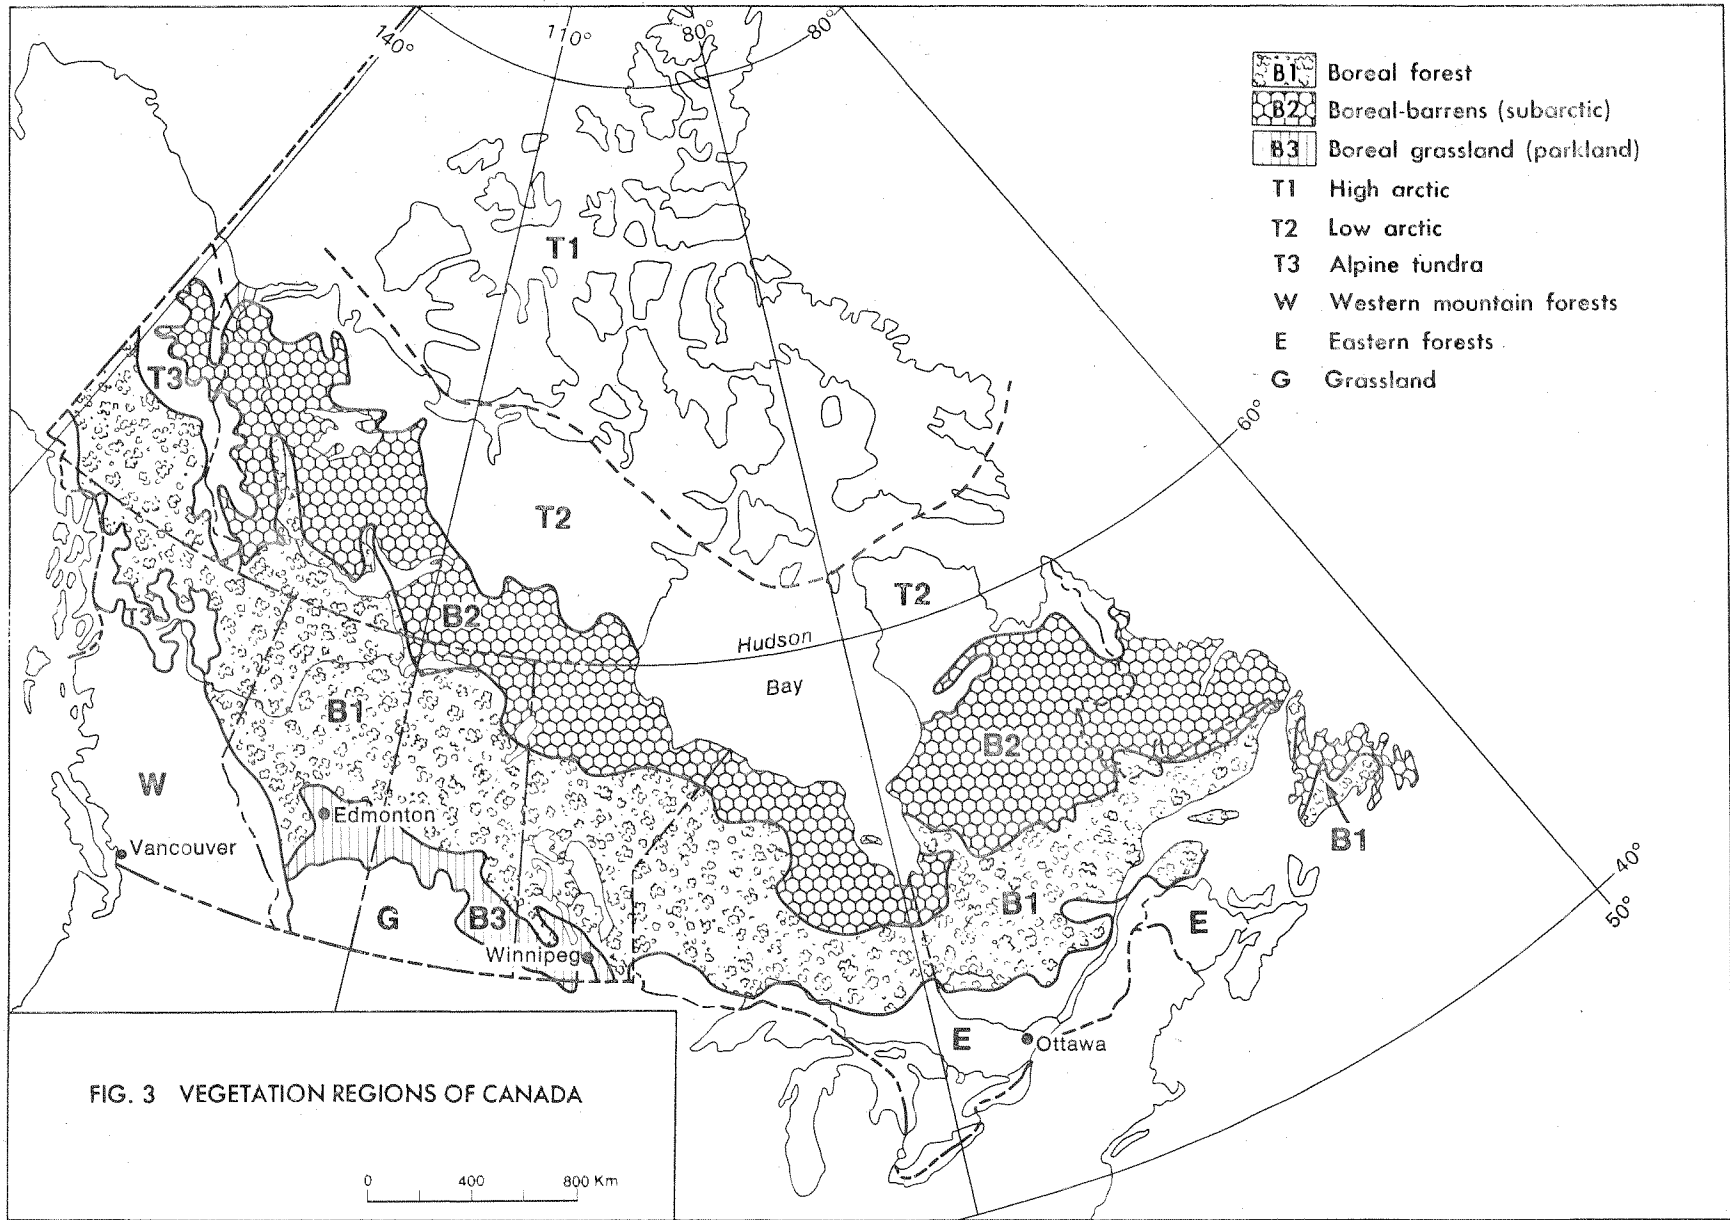 140°
110°
80°
80°
B1 Boreal forest
B2 Boreal-barrens (subarctic)
B3 Boreal grassland (parkland)
T1 High arctic
T2 Low arctic
T3 Alpine tundra
W Western mountain forests
E Eastern forests
G Grassland
T1
T3
60°
T2
T2
T3
B2
Hudson
Bay
B1
B2
W
Edmonton
Vancouver
B1
40°
50°
G
B3
B1
E
Winnipeg
E
Ottawa
FIG. 3 VEGETATION REGIONS OF CANADA
0 400 800 Km